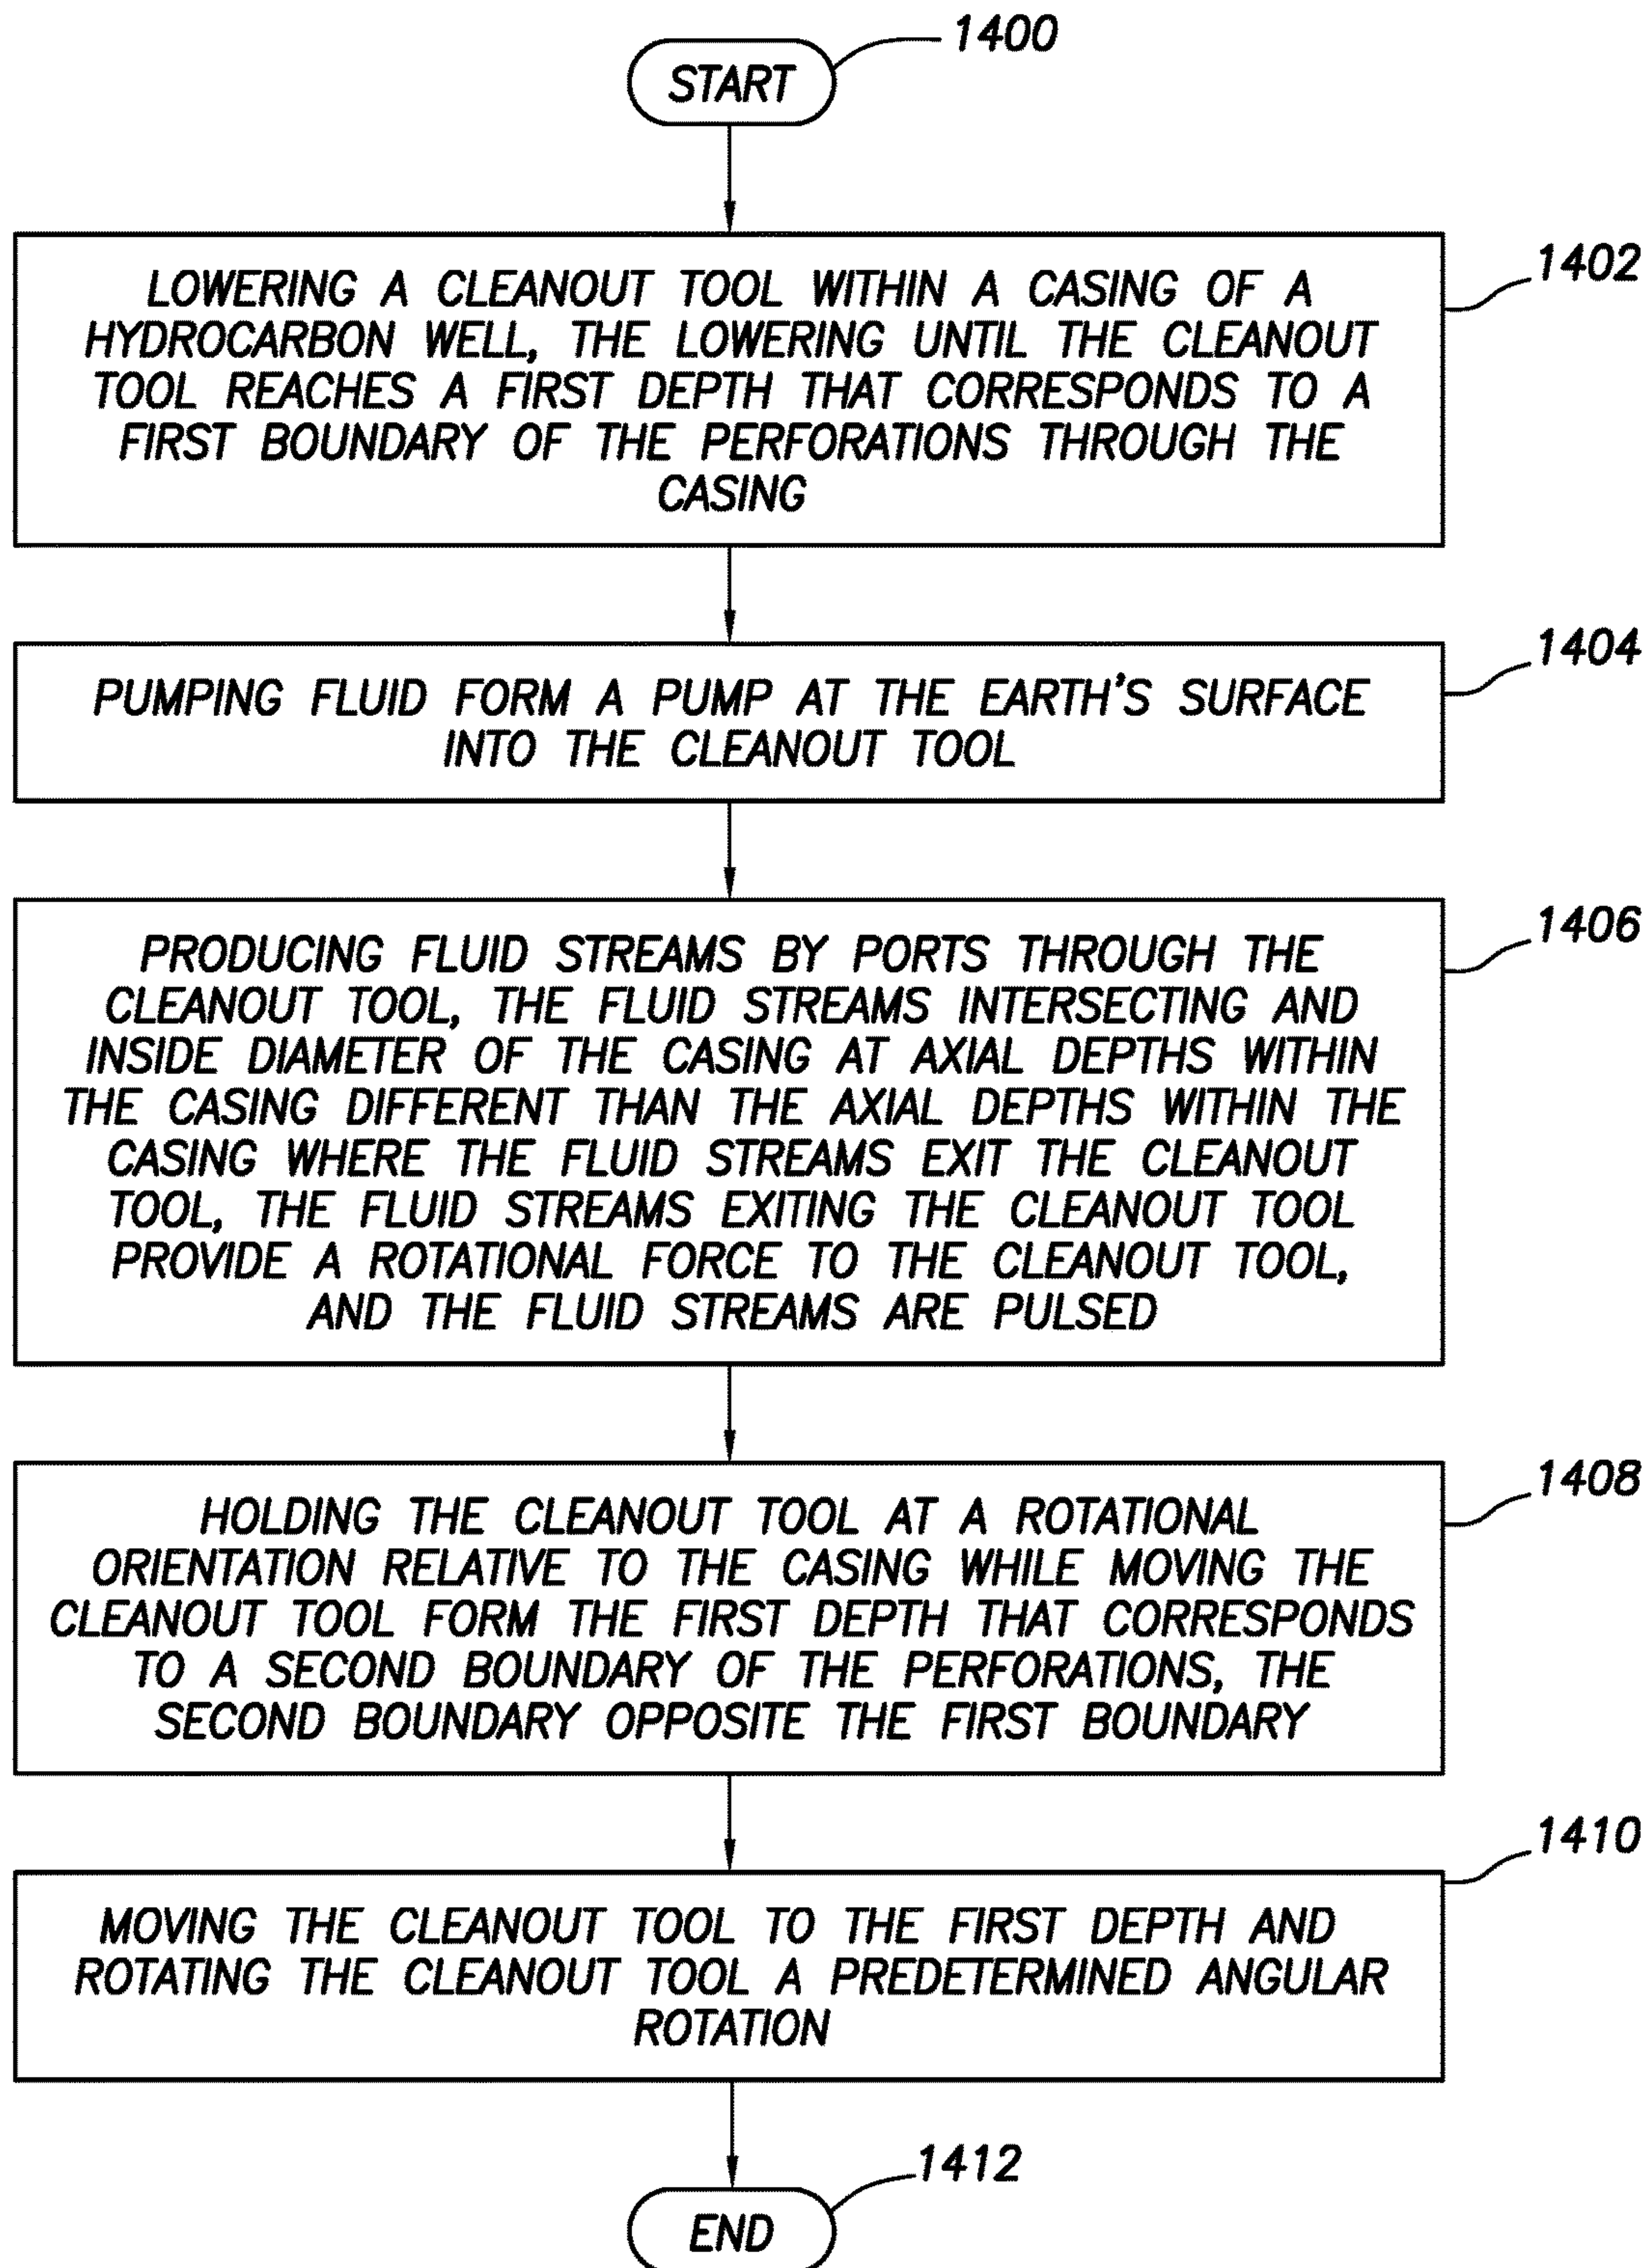 1400
START
1402
LOWERING A CLEANOUT TOOL WITHIN A CASING OF A
HYDROCARBON WELL, THE LOWERING UNTIL THE CLEANOUT
TOOL REACHES A FIRST DEPTH THAT CORRESPONDS TO A
FIRST BOUNDARY OF THE PERFORATIONS THROUGH THE
CASING
1404
PUMPING FLUID FORM A PUMP AT THE EARTH'S SURFACE
INTO THE CLEANOUT TOOL
1406
PRODUCING FLUID STREAMS BY PORTS THROUGH THE
CLEANOUT TOOL, THE FLUID STREAMS INTERSECTING AND
INSIDE DIAMETER OF THE CASING AT AXIAL DEPTHS WITHIN
THE CASING DIFFERENT THAN THE AXIAL DEPTHS WITHIN THE
CASING WHERE THE FLUID STREAMS EXIT THE CLEANOUT
TOOL, THE FLUID STREAMS EXITING THE CLEANOUT TOOL
PROVIDE A ROTATIONAL FORCE TO THE CLEANOUT TOOL,
AND THE FLUID STREAMS ARE PULSED
1408
HOLDING THE CLEANOUT TOOL AT A ROTATIONAL
ORIENTATION RELATIVE TO THE CASING WHILE MOVING THE
CLEANOUT TOOL FORM THE FIRST DEPTH THAT CORRESPONDS
TO A SECOND BOUNDARY OF THE PERFORATIONS, THE
SECOND BOUNDARY OPPOSITE THE FIRST BOUNDARY
1410
MOVING THE CLEANOUT TOOL TO THE FIRST DEPTH AND
ROTATING THE CLEANOUT TOOL A PREDETERMINED ANGULAR
ROTATION
1412
END